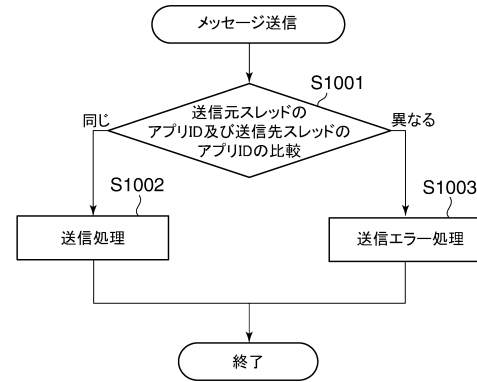 メッセージ送信
S1001
送信元スレッドの
アプリID及び送信先スレッドの
アプリIDの比較
同じ
異なる
S1002
S1003
送信処理
送信エラー処理
終了